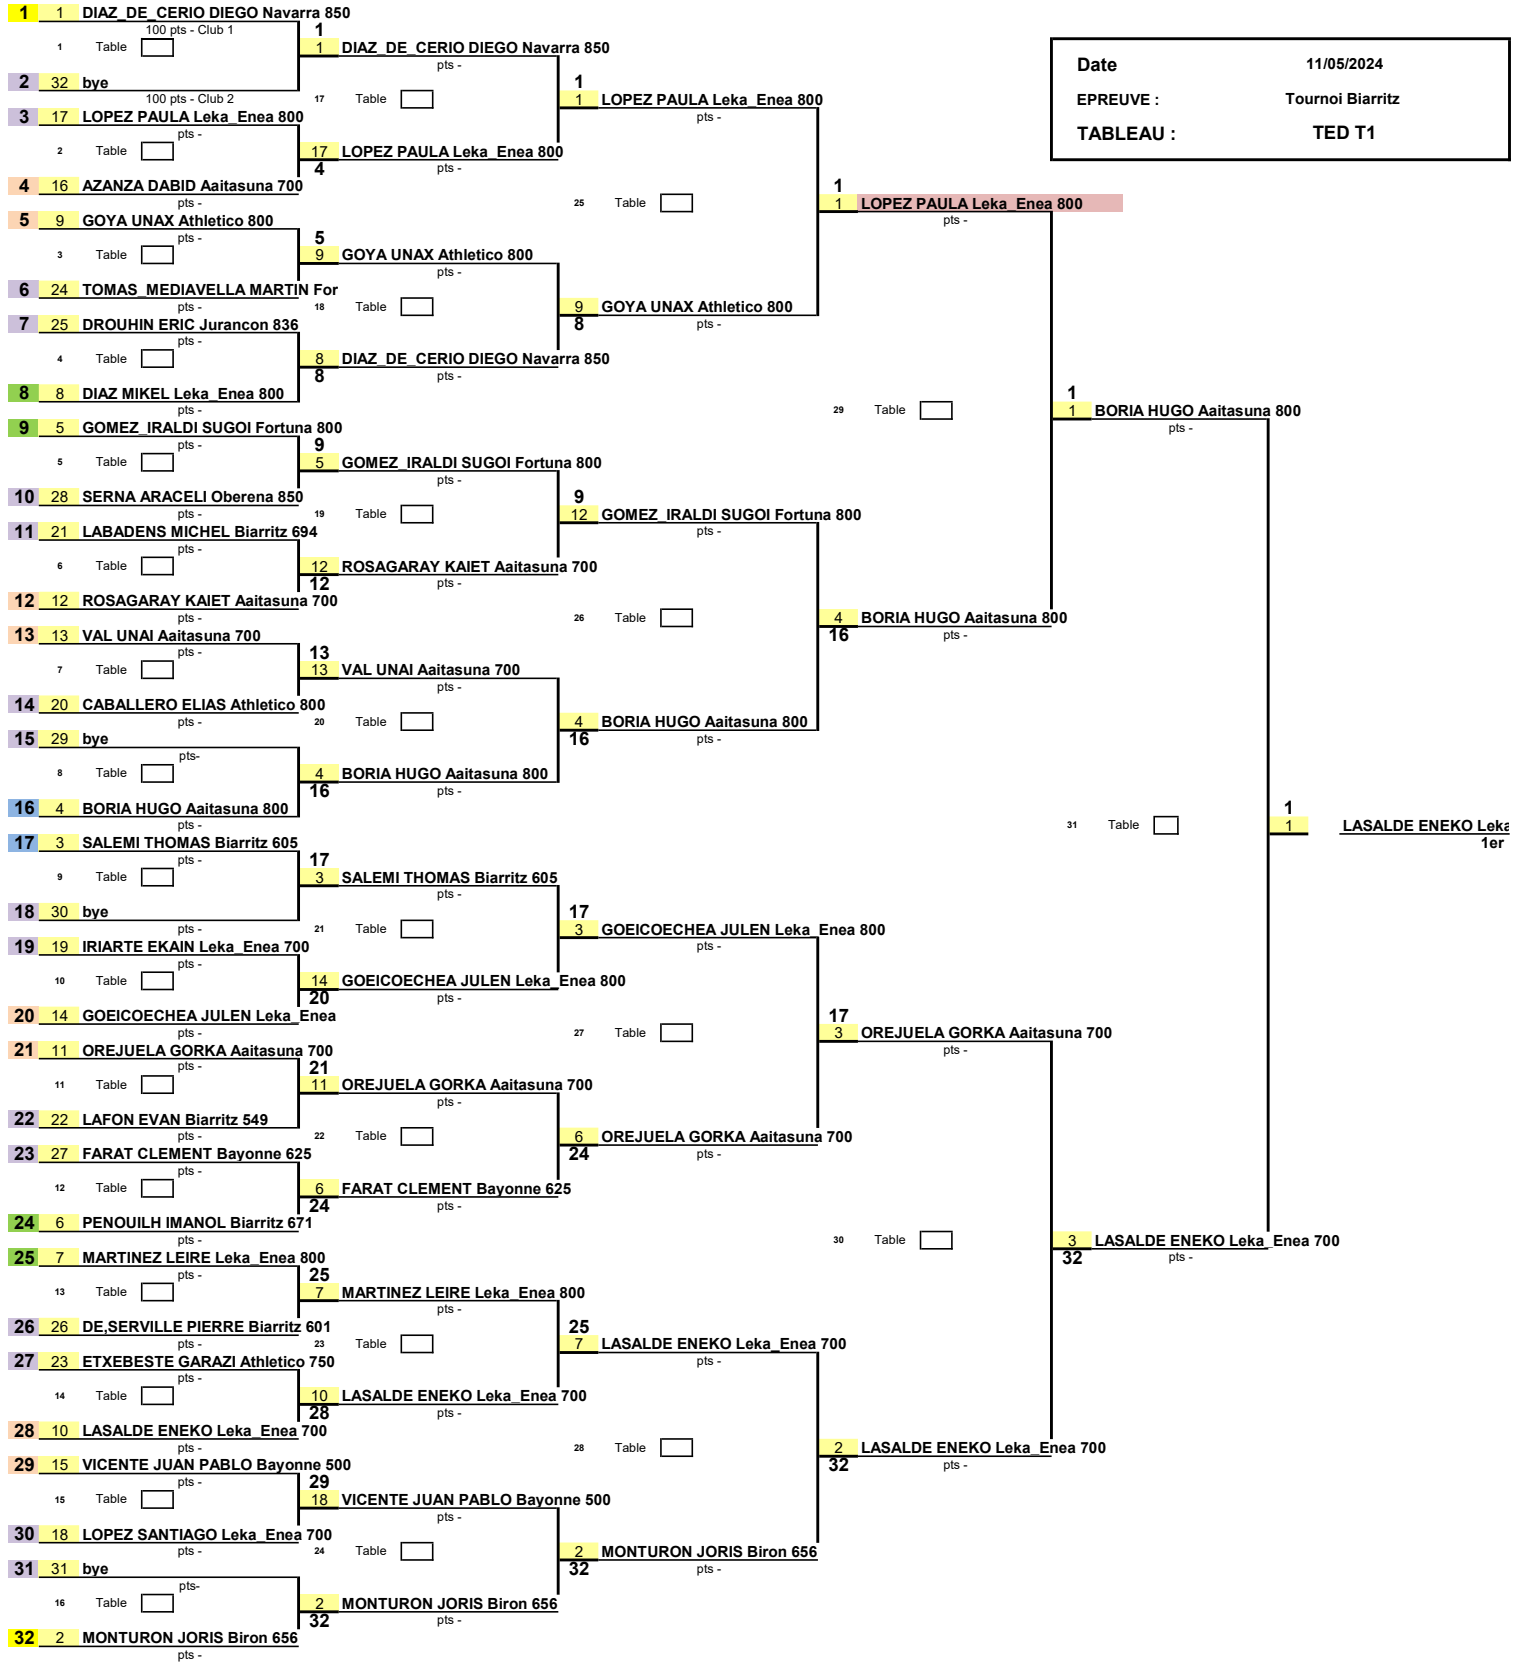 1 1 DIAZ_DE_CERIO DIEGO Navarra 850
100 pts - Club 1 1
1 Table 1 DIAZ_DE_CERIO DIEGO Navarra 850
pts -
Date 11/05/2024
2 32 bye 1
100 pts - Club 2 17 Table 1 LOPEZ PAULA Leka_Enea 800
EPREUVE : Tournoi Biarritz
3 17 LOPEZ PAULA Leka_Enea 800
pts - pts -
TABLEAU : TED T1
2 Table 17 LOPEZ PAULA Leka_Enea 800
4
4 16 AZANZA DABID Aaitasuna 700 1
pts - 25 Table 1 LOPEZ PAULA Leka_Enea 800
5 9 GOYA UNAX Athletico 800 pts -
pts - 5
3 Table 9 GOYA UNAX Athletico 800
pts -
6 24 TOMAS_MEDIAVELLA MARTIN For
pts - 18 Table 9 GOYA UNAX Athletico 800
7 25 DROUHIN ERIC Jurancon 836 8 pts -
pts -
4 Table 8 DIAZ_DE_CERIO DIEGO Navarra 850
8 pts -
8 8 DIAZ MIKEL Leka_Enea 800 1
pts - 29 Table 1 BORIA HUGO Aaitasuna 800
9 5 GOMEZ_IRALDI SUGOI Fortuna 800 pts -
pts - 9
5 Table 5 GOMEZ_IRALDI SUGOI Fortuna 800
pts -
10 28 SERNA ARACELI Oberena 850 9
pts - 19 Table 12 GOMEZ_IRALDI SUGOI Fortuna 800
11 21 LABADENS MICHEL Biarritz 694 pts -
pts -
6 Table 12 ROSAGARAY KAIET Aaitasuna 700
12 pts -
12 12 ROSAGARAY KAIET Aaitasuna 700
pts - 26 Table 4 BORIA HUGO Aaitasuna 800
13 13 VAL UNAI Aaitasuna 700 16 pts -
pts - 13
7 Table 13 VAL UNAI Aaitasuna 700
pts -
14 20 CABALLERO ELIAS Athletico 800
pts - 20 Table 4 BORIA HUGO Aaitasuna 800
15 29 bye 16 pts -
pts-
8 Table 4 BORIA HUGO Aaitasuna 800
16 pts -
16 4 BORIA HUGO Aaitasuna 800 1
pts - 31 Table 1 LASALDE ENEKO Leka
17 3 SALEMI THOMAS Biarritz 605 1er
pts - 17
9 Table 3 SALEMI THOMAS Biarritz 605
pts -
18 30 bye 17
21 Table 3 GOEICOECHEA JULEN Leka_Enea 800
19 19 IRIARTE EKAIN Leka_Enea 700 pts -
pts -
10 Table 14 GOEICOECHEA JULEN Leka_Enea 800
20 pts -
20 14 GOEICOECHEA JULEN Leka_Enea 17
pts - 27 Table 3 OREJUELA GORKA Aaitasuna 700
21 11 OREJUELA GORKA Aaitasuna 700 pts -
pts - 21
11 Table 11 OREJUELA GORKA Aaitasuna 700
pts -
22 22 LAFON EVAN Biarritz 549
pts - 22 Table 6 OREJUELA GORKA Aaitasuna 700
23 27 FARAT CLEMENT Bayonne 625 24 pts -
pts -
12 Table 6 FARAT CLEMENT Bayonne 625
24 pts -
24 6 PENOUILH IMANOL Biarritz 671
pts - 30 Table 3 LASALDE ENEKO Leka_Enea 700
25 7 MARTINEZ LEIRE Leka_Enea 800 32 pts -
pts - 25
13 Table 7 MARTINEZ LEIRE Leka_Enea 800
pts -
26 26 DE,SERVILLE PIERRE Biarritz 601 25
pts - 23 Table 7 LASALDE ENEKO Leka_Enea 700
27 23 ETXEBESTE GARAZI Athletico 750 pts -
pts -
14 Table 10 LASALDE ENEKO Leka_Enea 700
28 pts -
28 10 LASALDE ENEKO Leka_Enea 700
pts - 28 Table 2 LASALDE ENEKO Leka_Enea 700
29 15 VICENTE JUAN PABLO Bayonne 500 32 pts -
pts - 29
15 Table 18 VICENTE JUAN PABLO Bayonne 500
pts -
30 18 LOPEZ SANTIAGO Leka_Enea 700
pts - 24 Table 2 MONTURON JORIS Biron 656
31 31 bye 32 pts -
pts-
16 Table 2 MONTURON JORIS Biron 656
32 pts -
32 2 MONTURON JORIS Biron 656
pts -